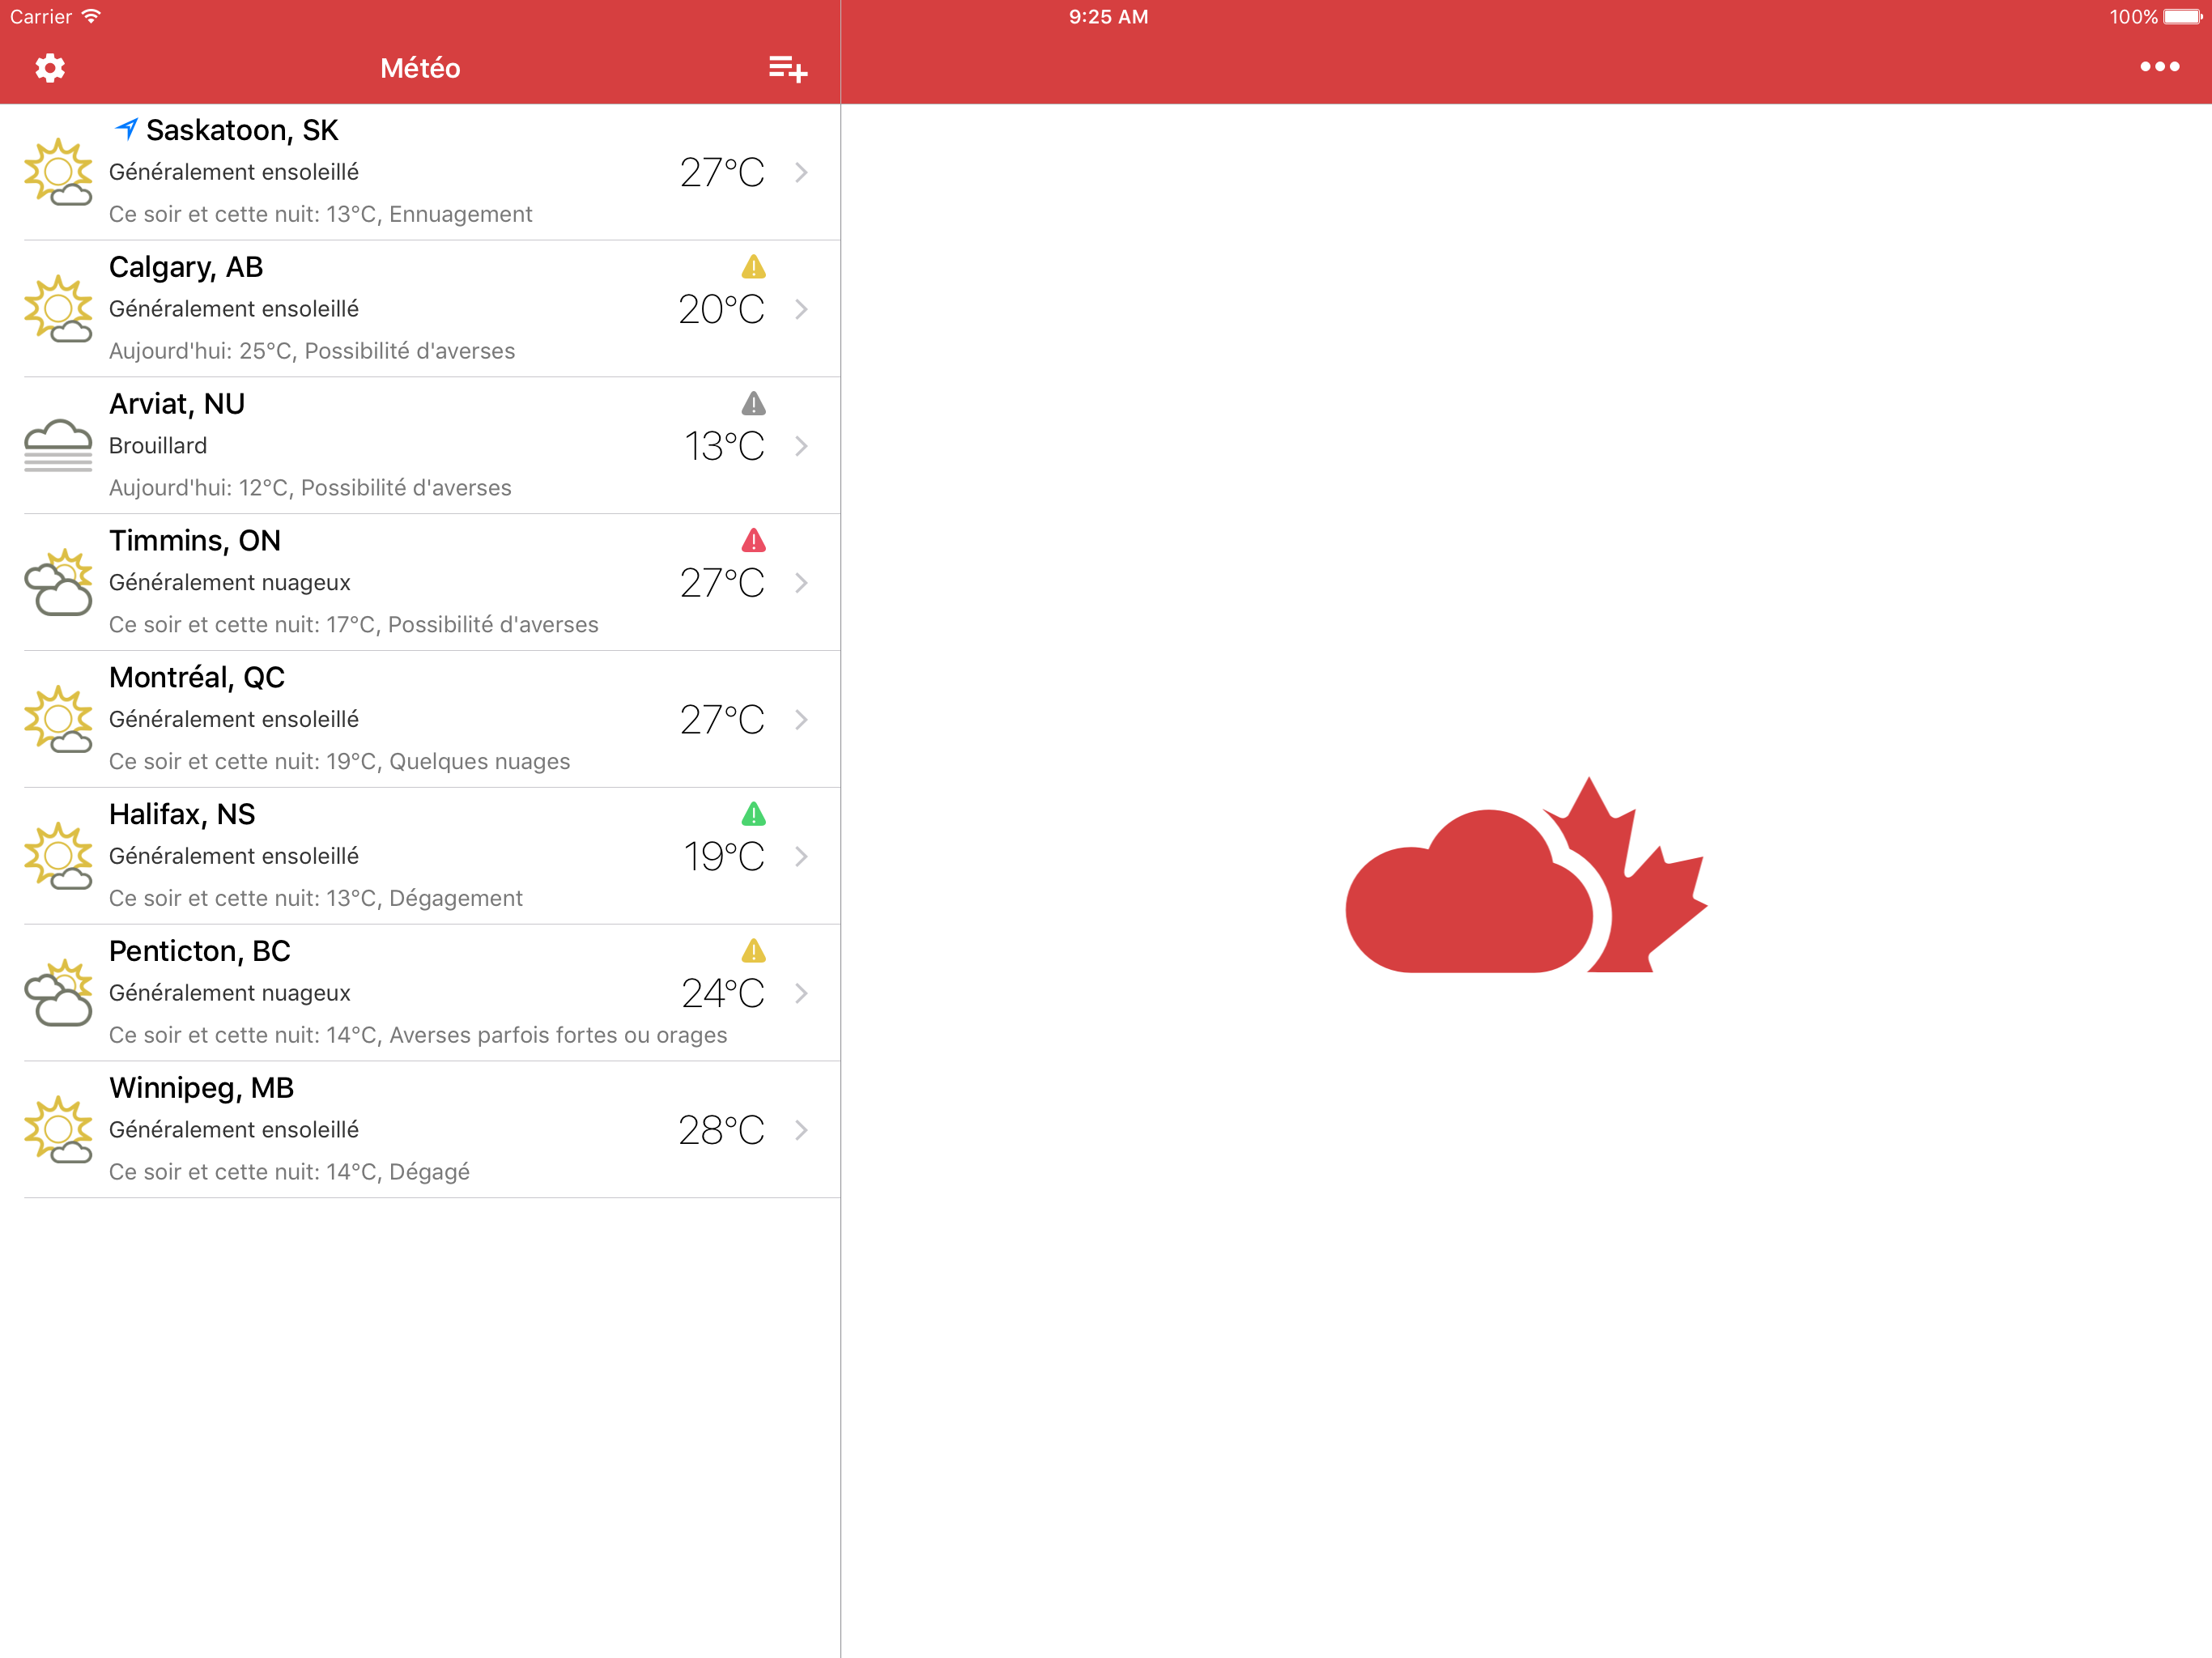 Carrier
9:25 AM
100%
Météo
Saskatoon, SK
Généralement ensoleillé
27°C
Ce soir et cette nuit: 13°C, Ennuagement
Calgary, AB
Généralement ensoleillé
20°C
Aujourd'hui: 25°C, Possibilité d'averses
Arviat, NU
Brouillard
13°C
Aujourd'hui: 12°C, Possibilité d'averses
Timmins, ON
Généralement nuageux
27°C
Ce soir et cette nuit: 17°C, Possibilité d'averses
Montréal, QC
Généralement ensoleillé
27°C
Ce soir et cette nuit: 19°C, Quelques nuages
Halifax, NS
Généralement ensoleillé
19°C
Ce soir et cette nuit: 13°C, Dégagement
Penticton, BC
Généralement nuageux
24°C
Ce soir et cette nuit: 14°C, Averses parfois fortes ou orages
Winnipeg, MB
Généralement ensoleillé
28°C
Ce soir et cette nuit: 14°C, Dégagé